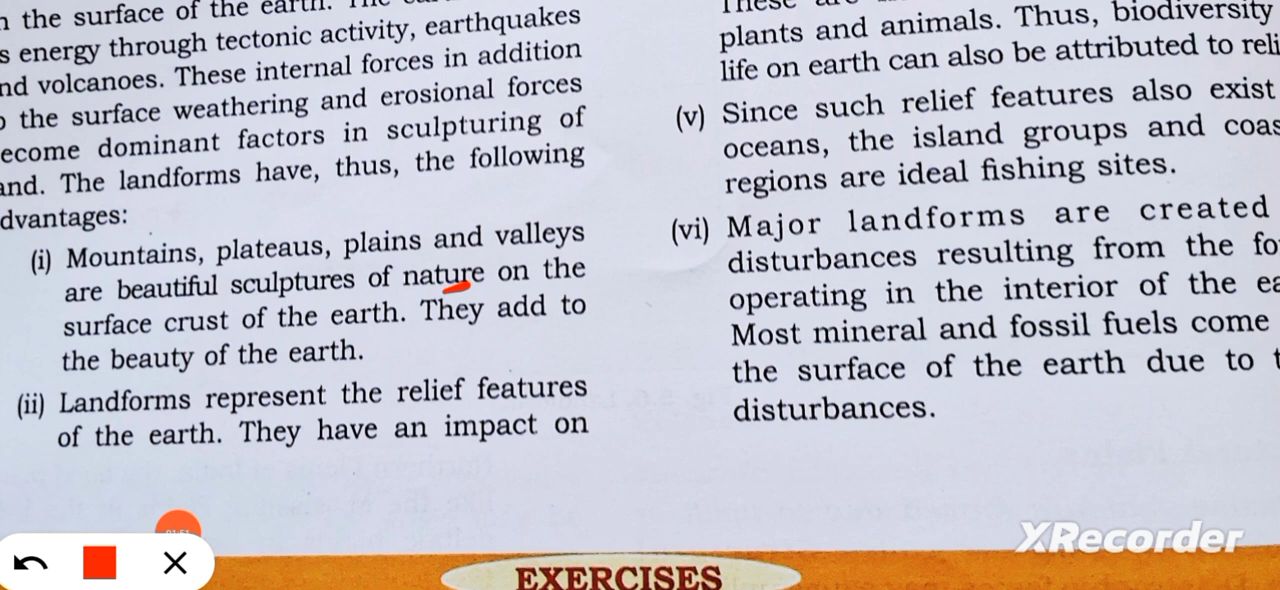 the surface of the earth.
energy through tectonic activity, earthquakes
volcanoes. These internal forces in addition
the surface weathering and erosional forces
ecome dominant factors in sculpturing of
and. The landforms have, thus, the following
dvantages:
(i) Mountains, plateaus, plains and valleys
are beautiful sculptures of nature on the
surface crust of the earth. They add to
the beauty of the earth.
(ii) Landforms represent the relief features
of the earth. They have an impact on
These are
plants and animals. Thus, biodiversity
life on earth can also be attributed to reli
(v) Since such relief features also exist
oceans, the island groups and coas
regions are ideal fishing sites.
(vi) Major landforms are created
disturbances resulting from the fo
operating in the interior of the ea
Most mineral and fossil fuels come
the surface of the earth due to t
disturbances.
XRecorder
EXERCISES